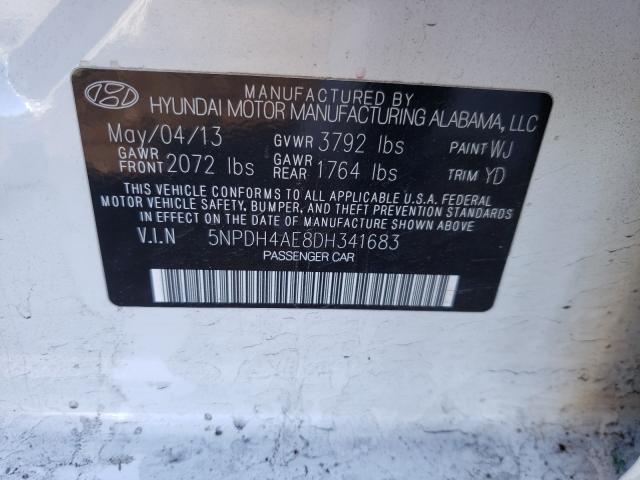 MANUFACTURED BY
HYUNDAI MOTOR MANUFACTURING ALABAMA, LLC
May/04/13 GVWR 3792 lbs PAINT WJ
GAWR FRONT 2072 lbs GAWR REAR 1764 lbs TRIM YD
THIS VEHICLE CONFORMS TO ALL APPLICABLE U.S.A. FEDERAL
MOTOR VEHICLE SAFETY, BUMPER, AND THEFT PREVENTION STANDARDS
IN EFFECT ON THE DATE OF MANUFACTURE SHOWN ABOVE
V.I.N 5NPDH4AE8DH341683
PASSENGER CAR